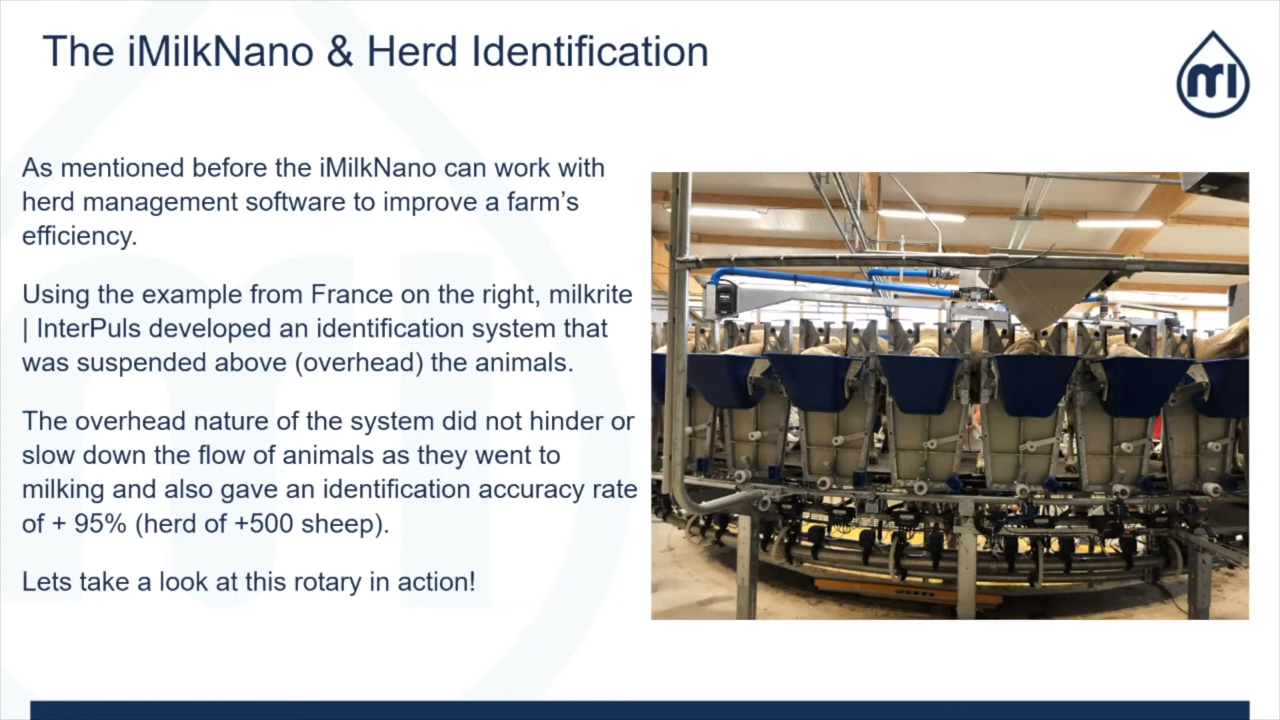 The iMilkNano & Herd Identification
mI
As mentioned before the iMilkNano can work with
herd management software to improve a farm’s
efficiency.
Using the example from France on the right, milkrite
| InterPuls developed an identification system that
was suspended above (overhead) the animals.
The overhead nature of the system did not hinder or
slow down the flow of animals as they went to
milking and also gave an identification accuracy rate
of + 95% (herd of +500 sheep).
Lets take a look at this rotary in action!